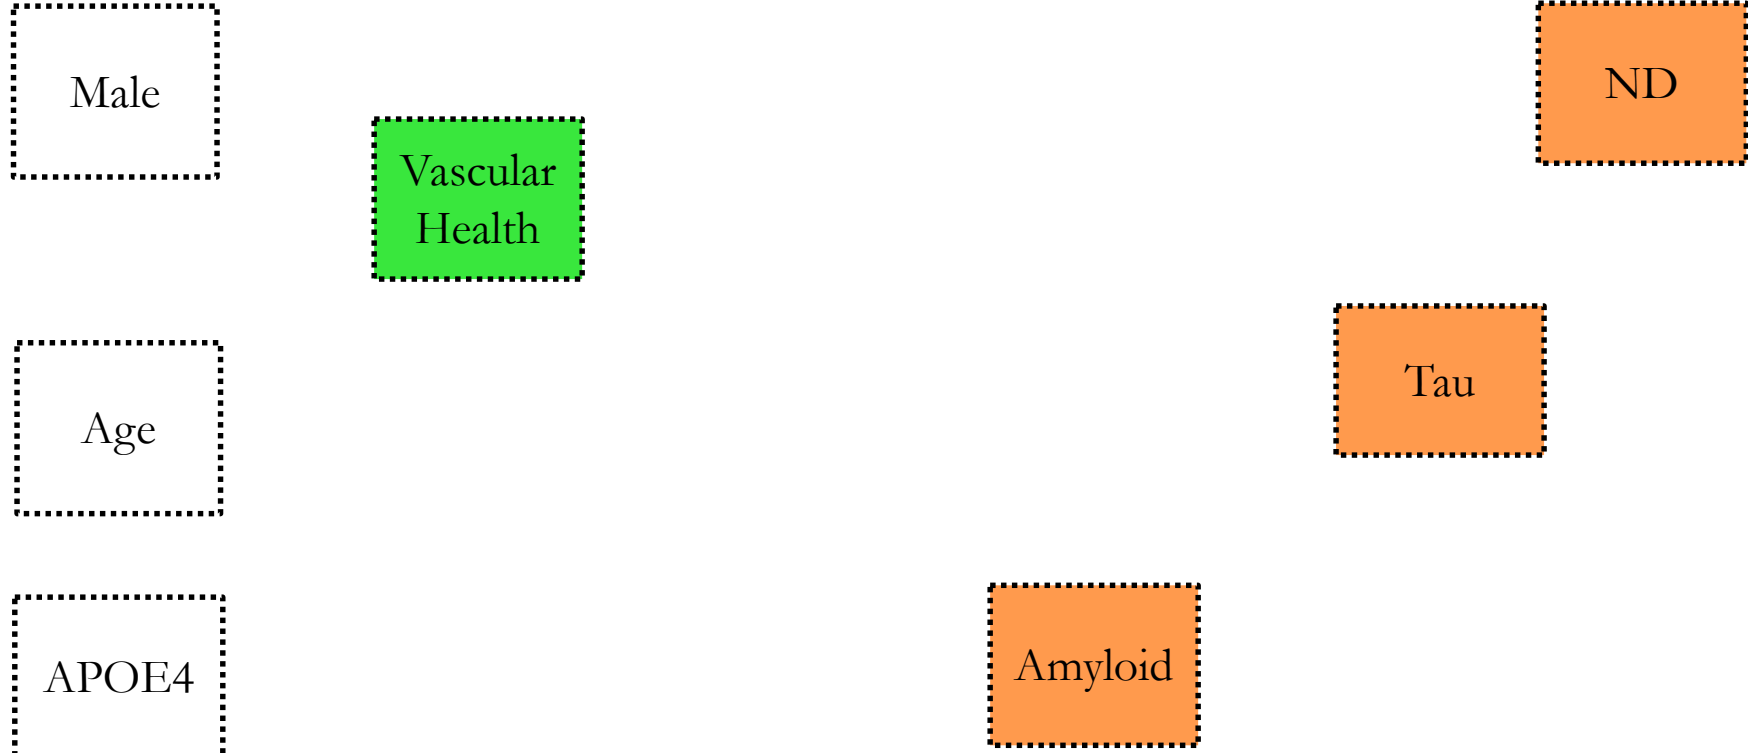 Male
ND
Vascular
Health
Tau
Age
Amyloid
APOE4